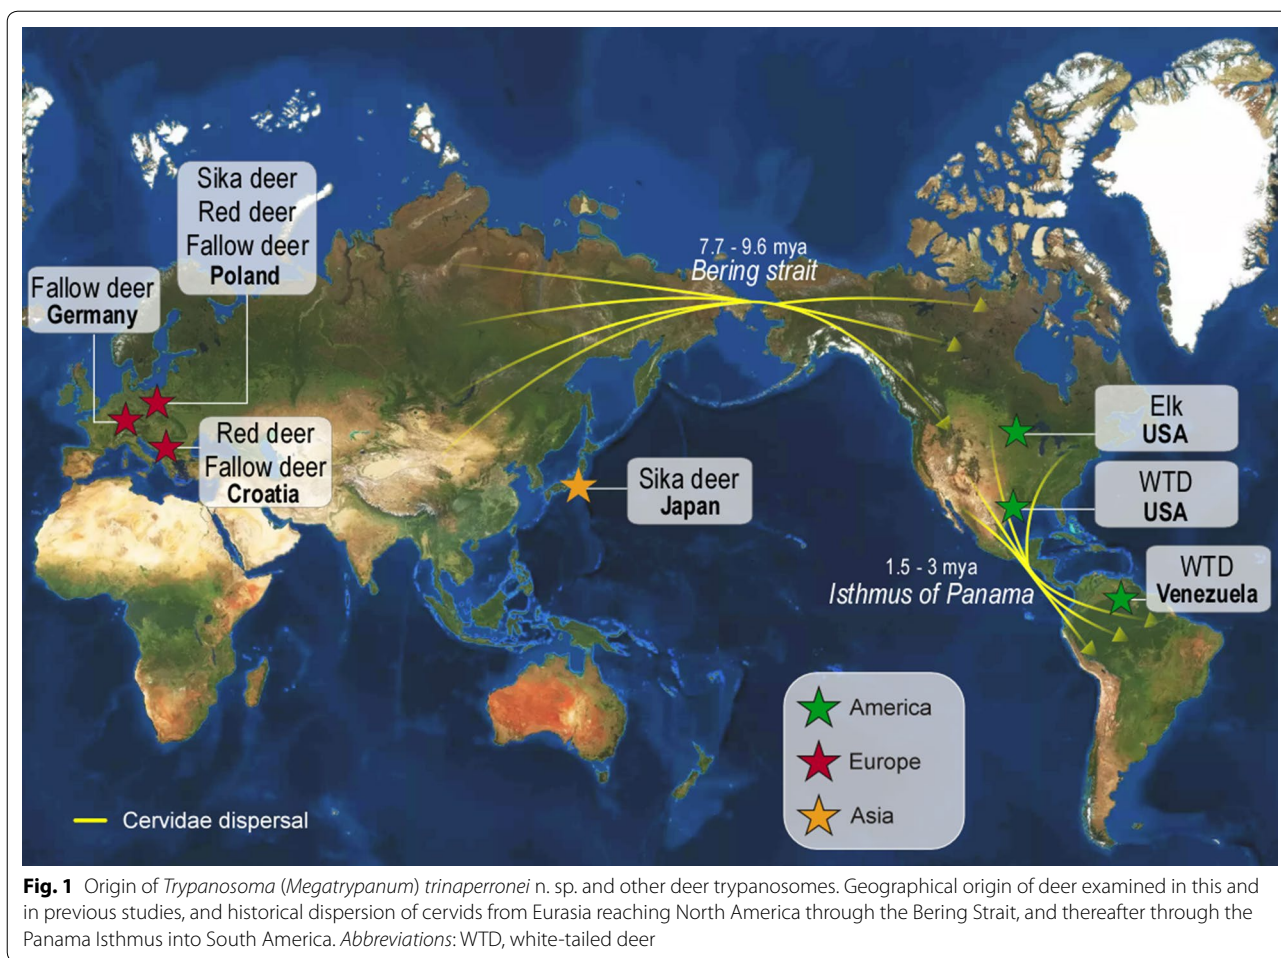 Sika deer
Red deer
Fallow deer
Poland
Fallow deer
Germany
Red deer
Fallow deer
Croatia
7.7 - 9.6 mya
Bering strait
Sika deer
Japan
Elk
USA
WTD
USA
WTD
Venezuela
1.5 - 3 mya
Isthmus of Panama
America
Europe
Asia
Cervidae dispersal
Fig. 1 Origin of Trypanosoma (Megatrypanum) trinaperronei n. sp. and other deer trypanosomes. Geographical origin of deer examined in this and
in previous studies, and historical dispersion of cervids from Eurasia reaching North America through the Bering Strait, and thereafter through the
Panama Isthmus into South America. Abbreviations: WTD, white-tailed deer